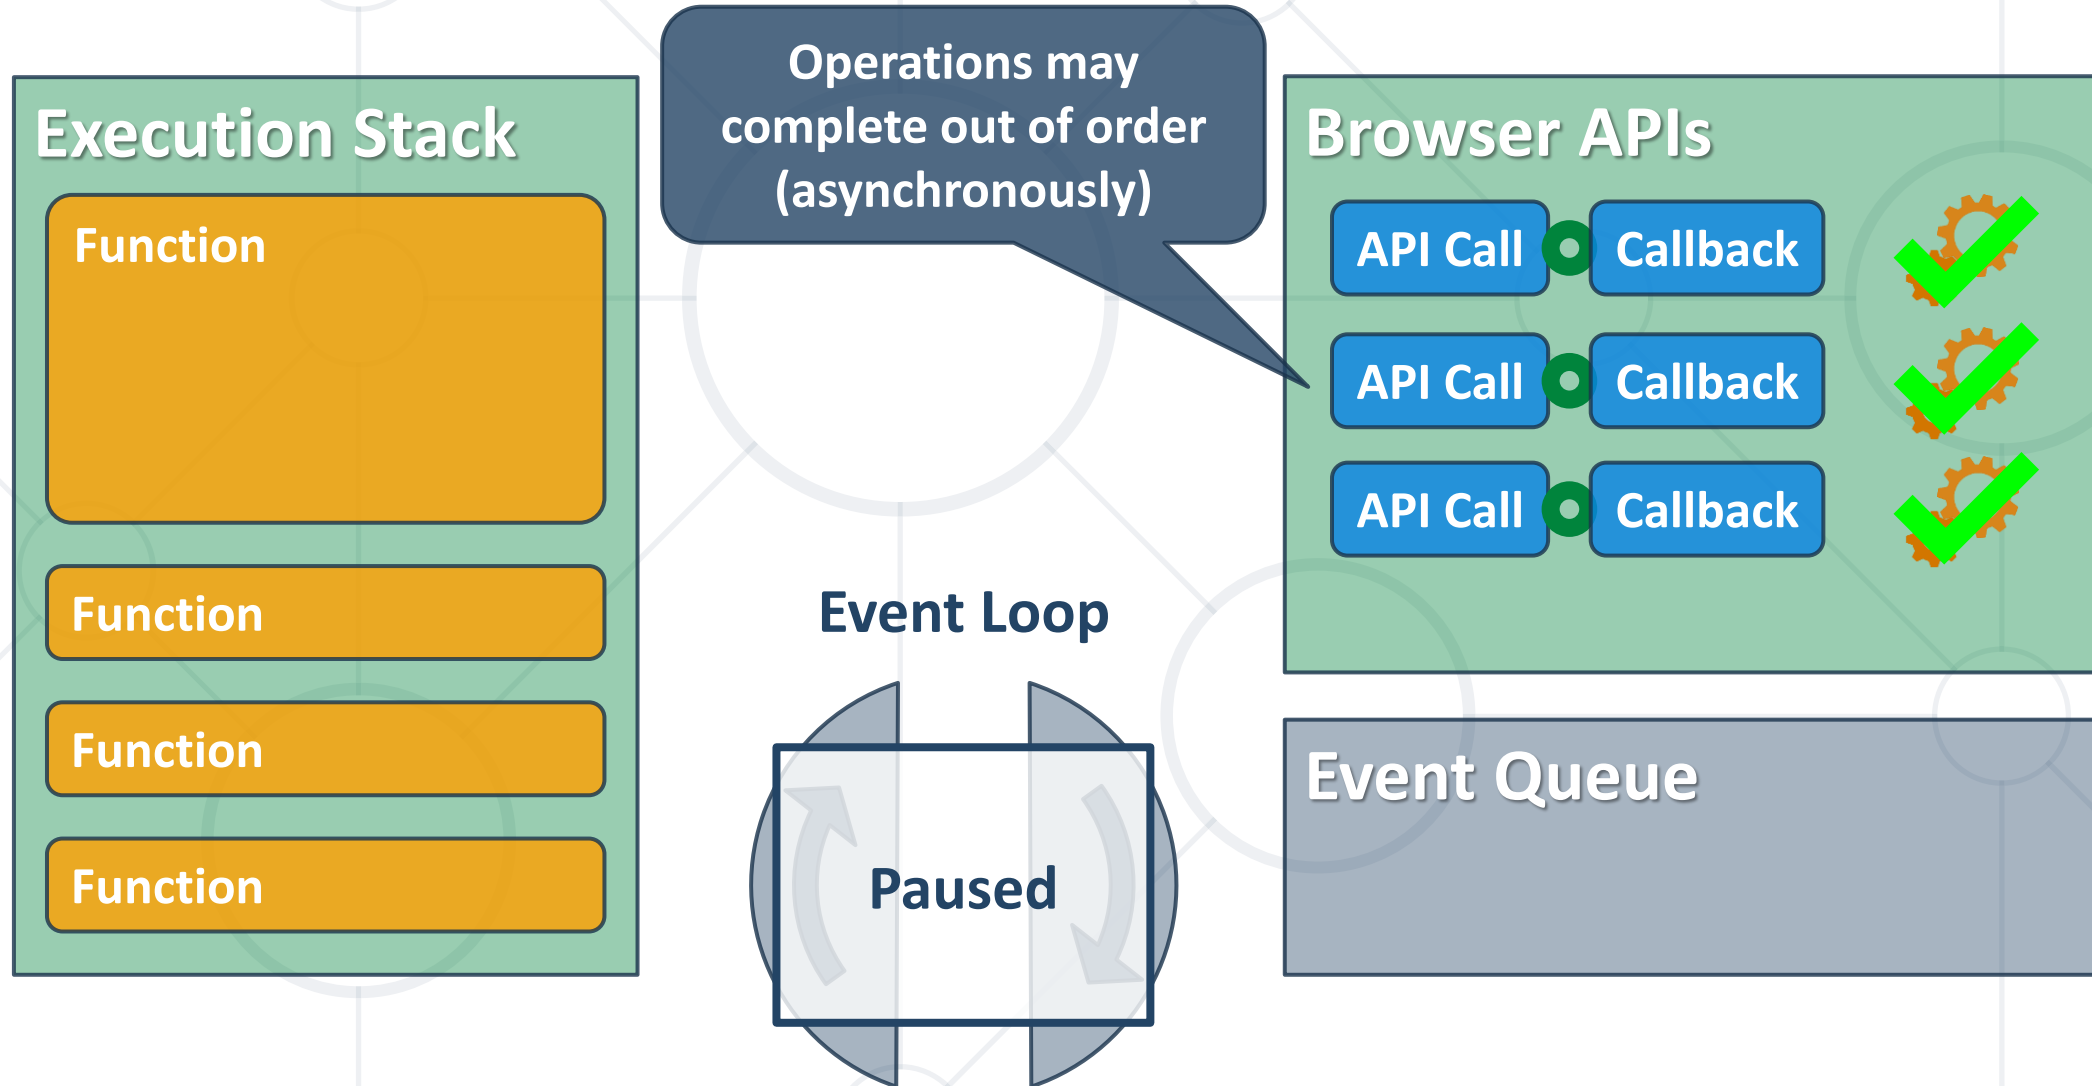 Operations may
complete out of order
(asynchronously)
Execution Stack
Function
Function
Function
Function
Event Loop
Paused
Browser APIs
API Call
Callback
API Call
Callback
API Call
Callback
Event Queue